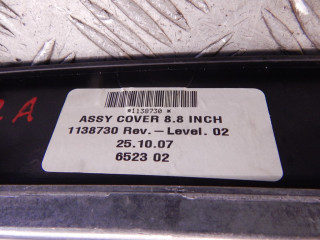 *1138730 *
ASSY COVER 8.8 INCH
1138730 Rev.-Level. 02
25.10.07
6523 02